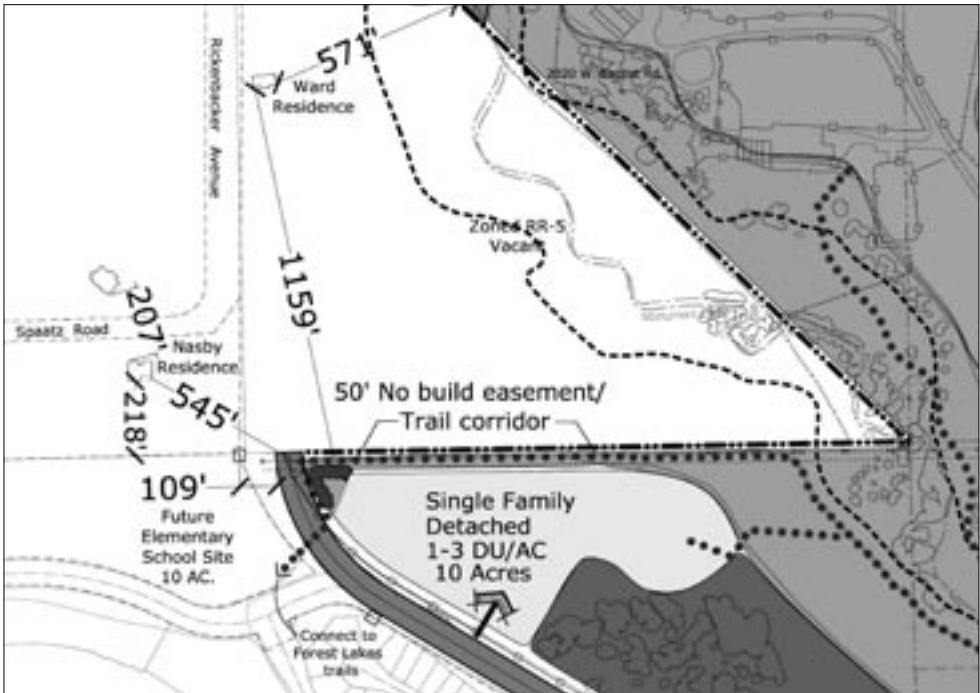 Rickenbacker
Avenue
571'
Ward
Residence
2020 W. Baptist Rd.
Zoned RR-5
Vacant
1159'
207'
Spaatz Road
Nasby
Residence
545'
218'
50' No build easement/
Trail corridor
109'
Future
Elementary
School Site
10 AC.
Single Family
Detached
1-3 DU/AC
10 Acres
Connect to
Forest Lakes
trails